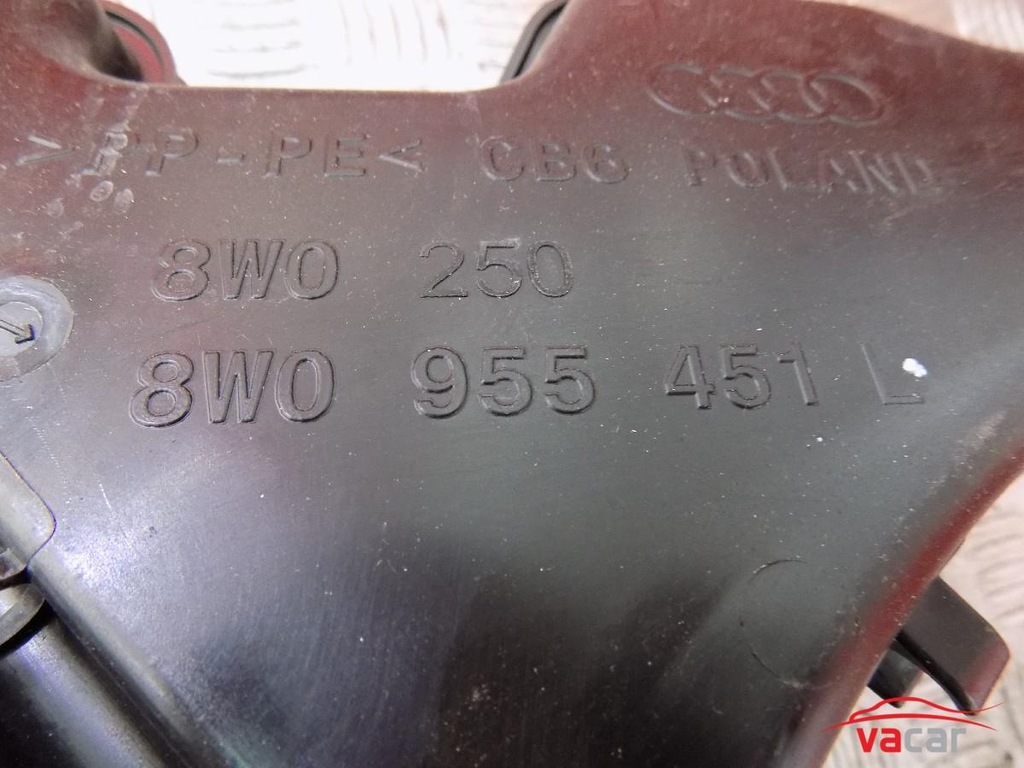 >PP-PE< CB6 POLAND
8W0 250
8W0 955 451 L
vacar